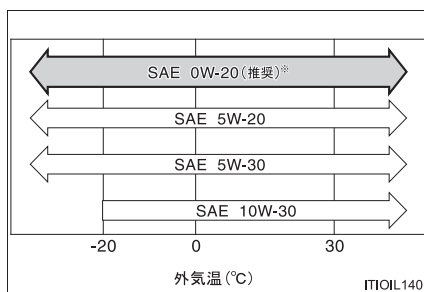 SAE 0W-20(推奨)※
SAE 5W-20
SAE 5W-30
SAE 10W-30
-20 0 30
外気温(℃)
ITIOIL140